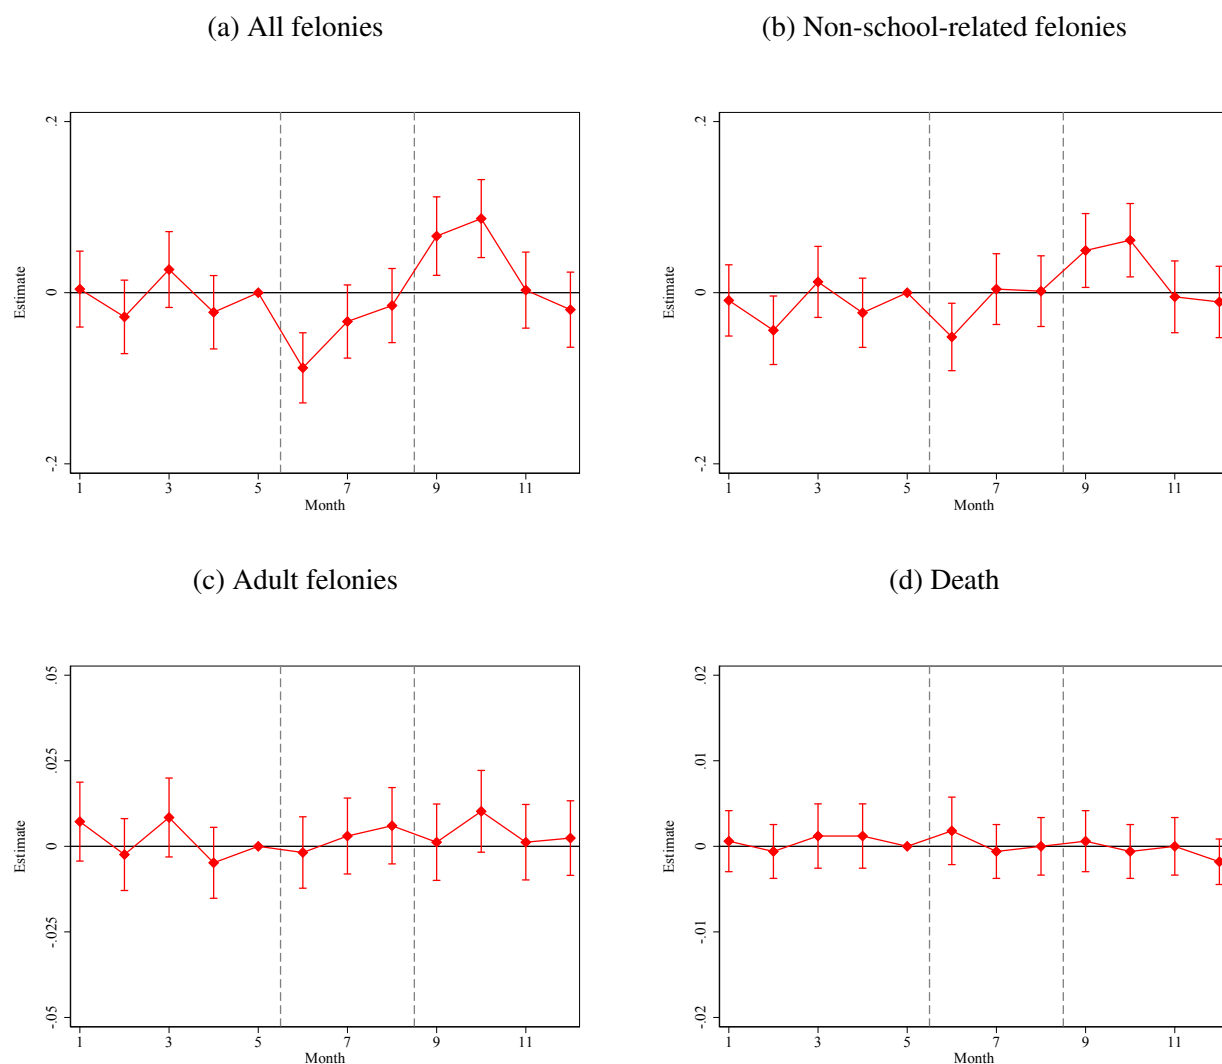 (a) All felonies
.2
0
-.2
Estimate
1 3 5 7 9 11
Month
(b) Non-school-related felonies
.2
0
-.2
Estimate
1 3 5 7 9 11
Month
(c) Adult felonies
.05
.025
0
-.025
-.05
Estimate
1 3 5 7 9 11
Month
(d) Death
.02
.01
0
-.01
-.02
Estimate
1 3 5 7 9 11
Month